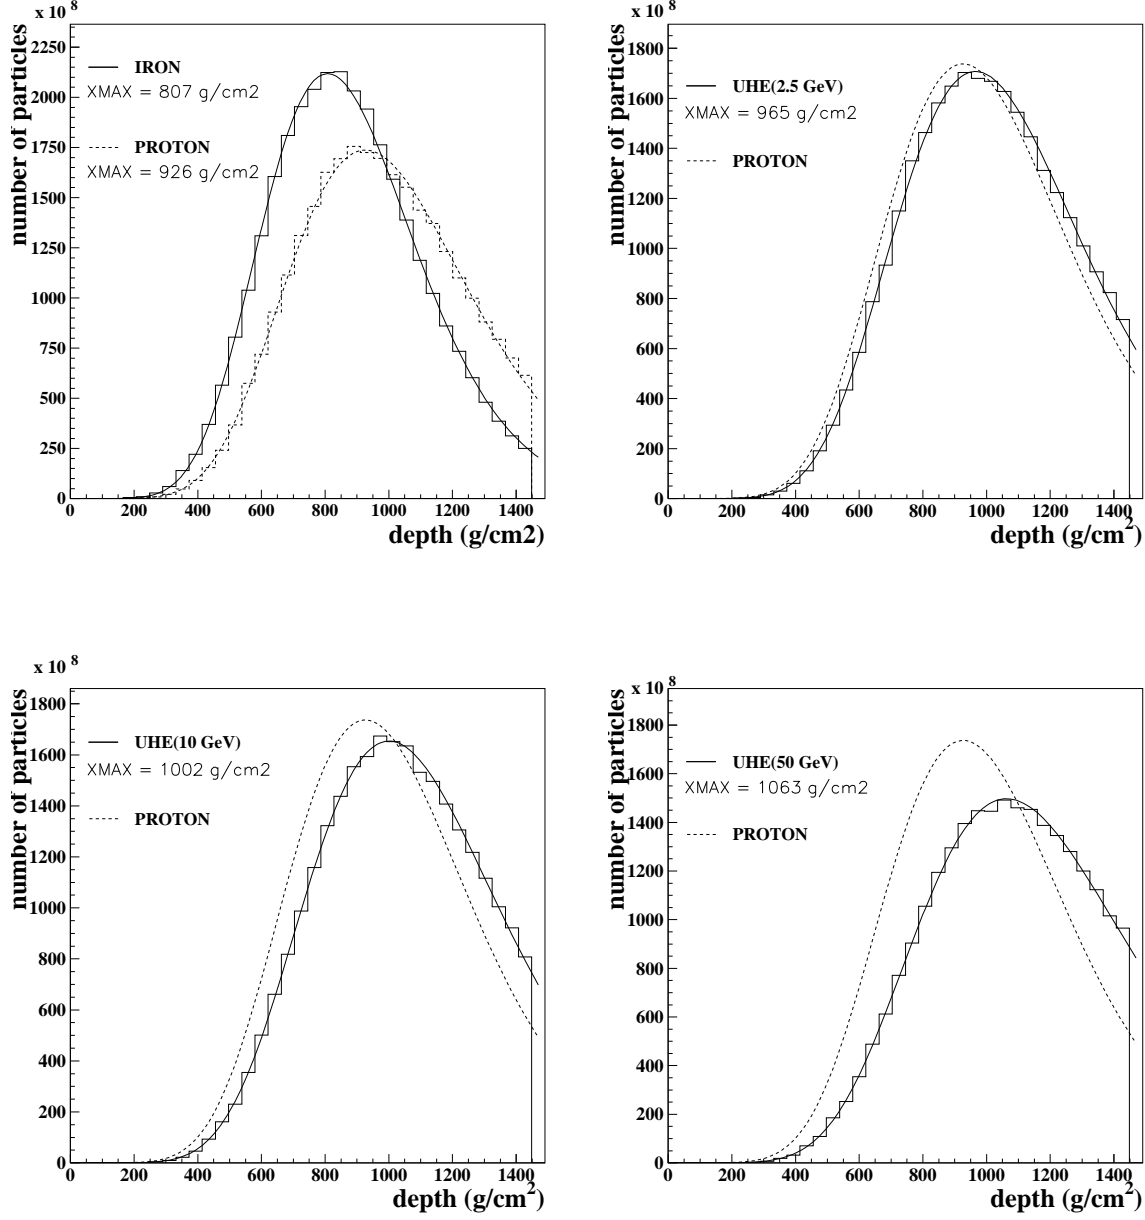 x 10 8
number of particles
2250
2000
1750
1500
1250
1000
750
500
250
0
IRON
XMAX = 807 g/cm2
PROTON
XMAX = 926 g/cm2
200 400 600 800 1000 1200 1400
depth (g/cm2)
x 10 8
number of particles
1800
1600
1400
1200
1000
800
600
400
200
0
UHE(2.5 GeV)
XMAX = 965 g/cm2
PROTON
0 200 400 600 800 1000 1200 1400
depth (g/cm2)
x 10 8
number of particles
1800
1600
1400
1200
1000
800
600
400
200
0
UHE(10 GeV)
XMAX = 1002 g/cm2
PROTON
0 200 400 600 800 1000 1200 1400
depth (g/cm2)
x 10 8
number of particles
1800
1600
1400
1200
1000
800
600
400
200
0
UHE(50 GeV)
XMAX = 1063 g/cm2
PROTON
0 200 400 600 800 1000 1200 1400
depth (g/cm2)